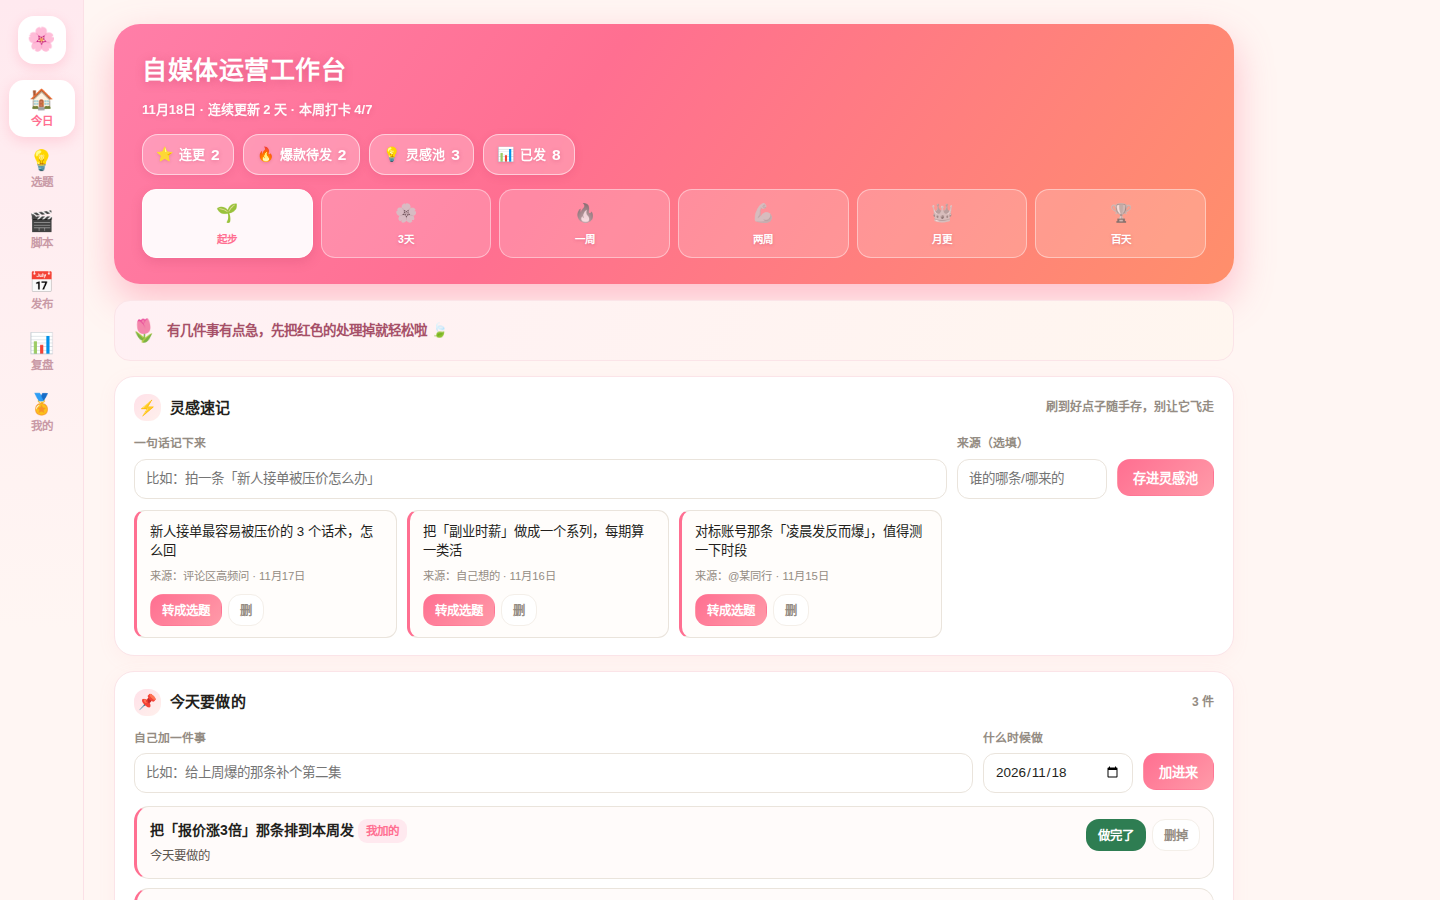 今日
选题
脚本
发布
复盘
我的
自媒体运营工作台
11月18日 · 连续更新 2 天 · 本周打卡 4/7
连更 2
爆款待发 2
灵感池 3
已发 8
起步
3天
一周
两周
月更
百天
有几件事有点急，先把红色的处理掉就轻松啦
灵感速记
刷到好点子随手存，别让它飞走
一句话记下来
来源（选填）
比如：拍一条「新人接单被压价怎么办」
谁的哪条/哪来的
存进灵感池
新人接单最容易被压价的 3 个话术，怎
么回
来源：评论区高频问 · 11月17日
转成选题
删
把「副业时薪」做成一个系列，每期算
一类活
来源：自己想的 · 11月16日
转成选题
删
对标账号那条「凌晨发反而爆」，值得测
一下时段
来源：@某同行 · 11月15日
转成选题
删
今天要做的
3 件
自己加一件事
什么时候做
比如：给上周爆的那条补个第二集
2026/11/18
加进来
把「报价涨3倍」那条排到本周发 我加的
今天要做的
做完了
删掉